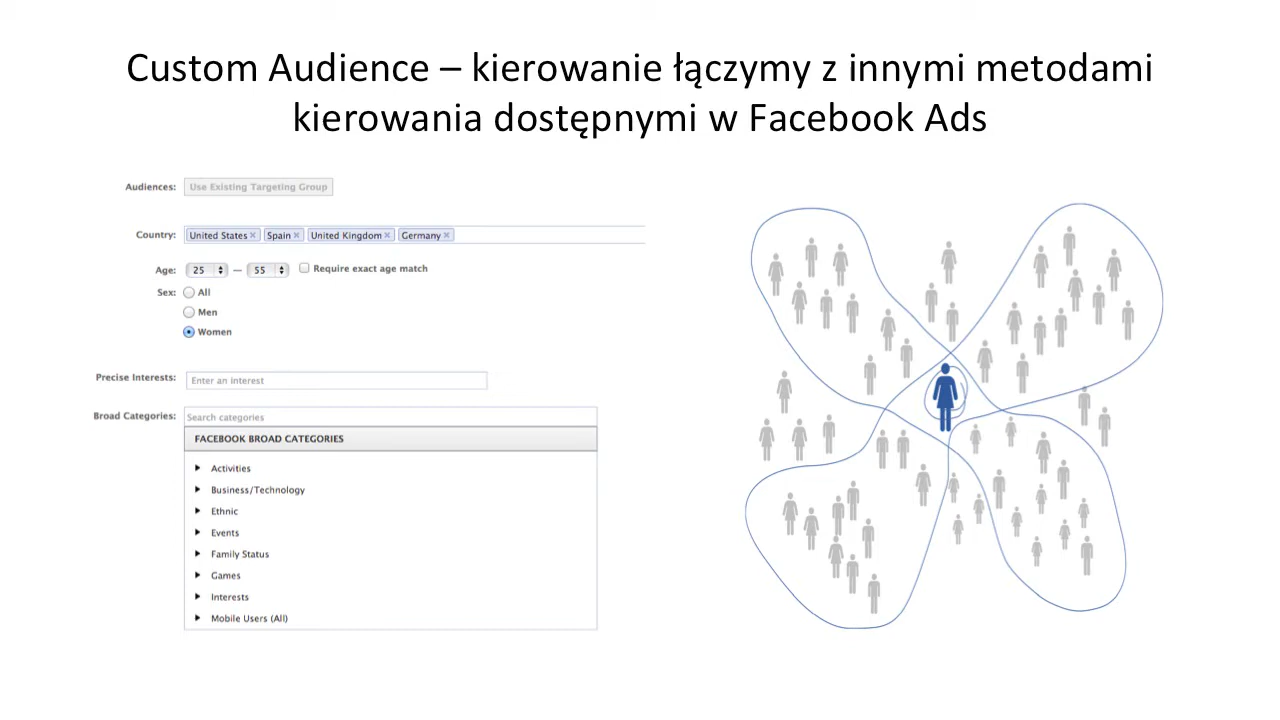 Custom Audience – kierowanie łączymy z innymi metodami
kierowania dostępnymi w Facebook Ads
Audiences: Use Existing Targeting Group
Country: United States × Spain × United Kingdom × Germany ×
Age: 25 — 55 Require exact age match
Sex: All
Men
Women
Precise Interests: Enter an interest
Broad Categories: Search categories
FACEBOOK BROAD CATEGORIES
Activities
Business/Technology
Ethnic
Events
Family Status
Games
Interests
Mobile Users (All)